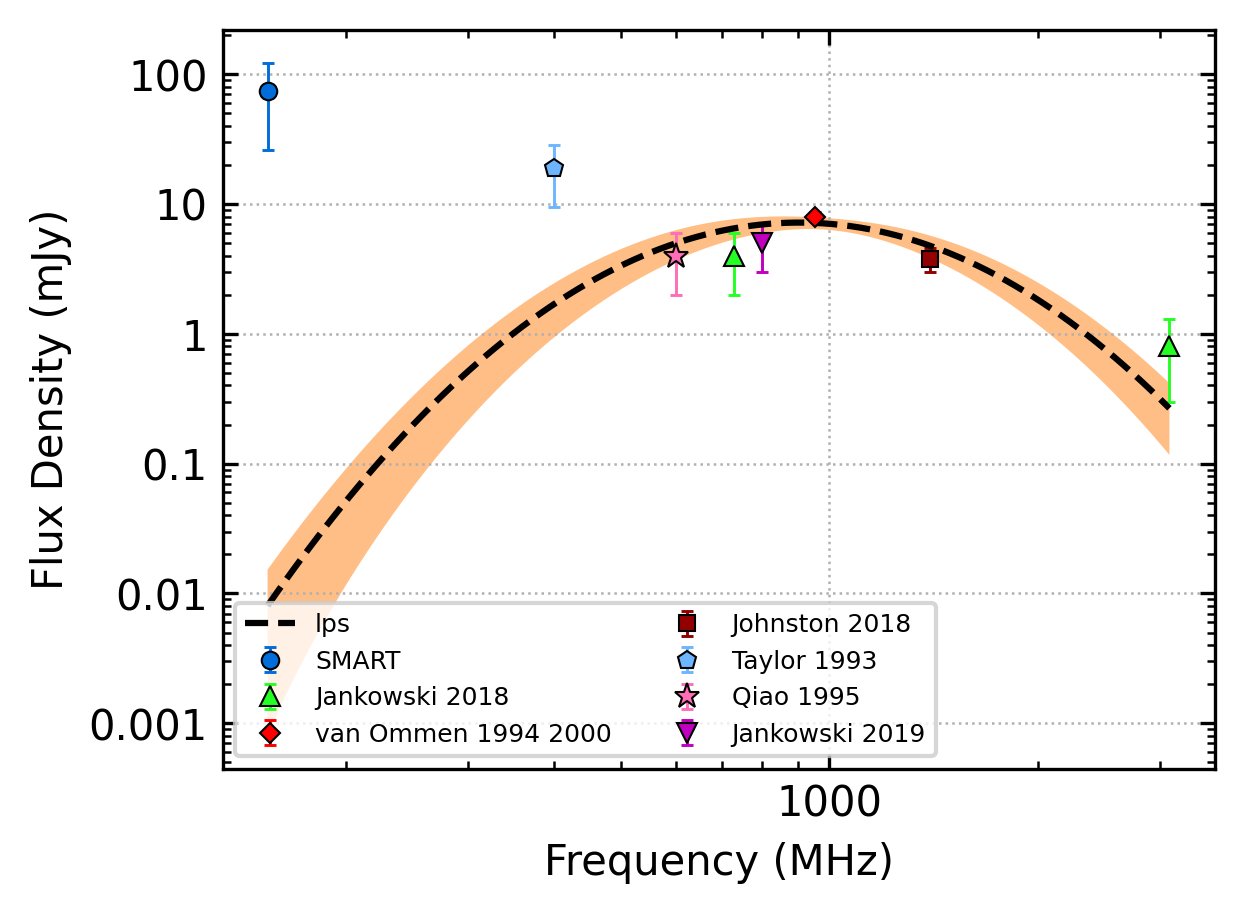 100
10
1
0.1
0.01
0.001
Flux Density (mJy)
lps
SMART
Jankowski 2018
van Ommen 1994 2000
Johnston 2018
Taylor 1993
Qiao 1995
Jankowski 2019
1000
Frequency (MHz)